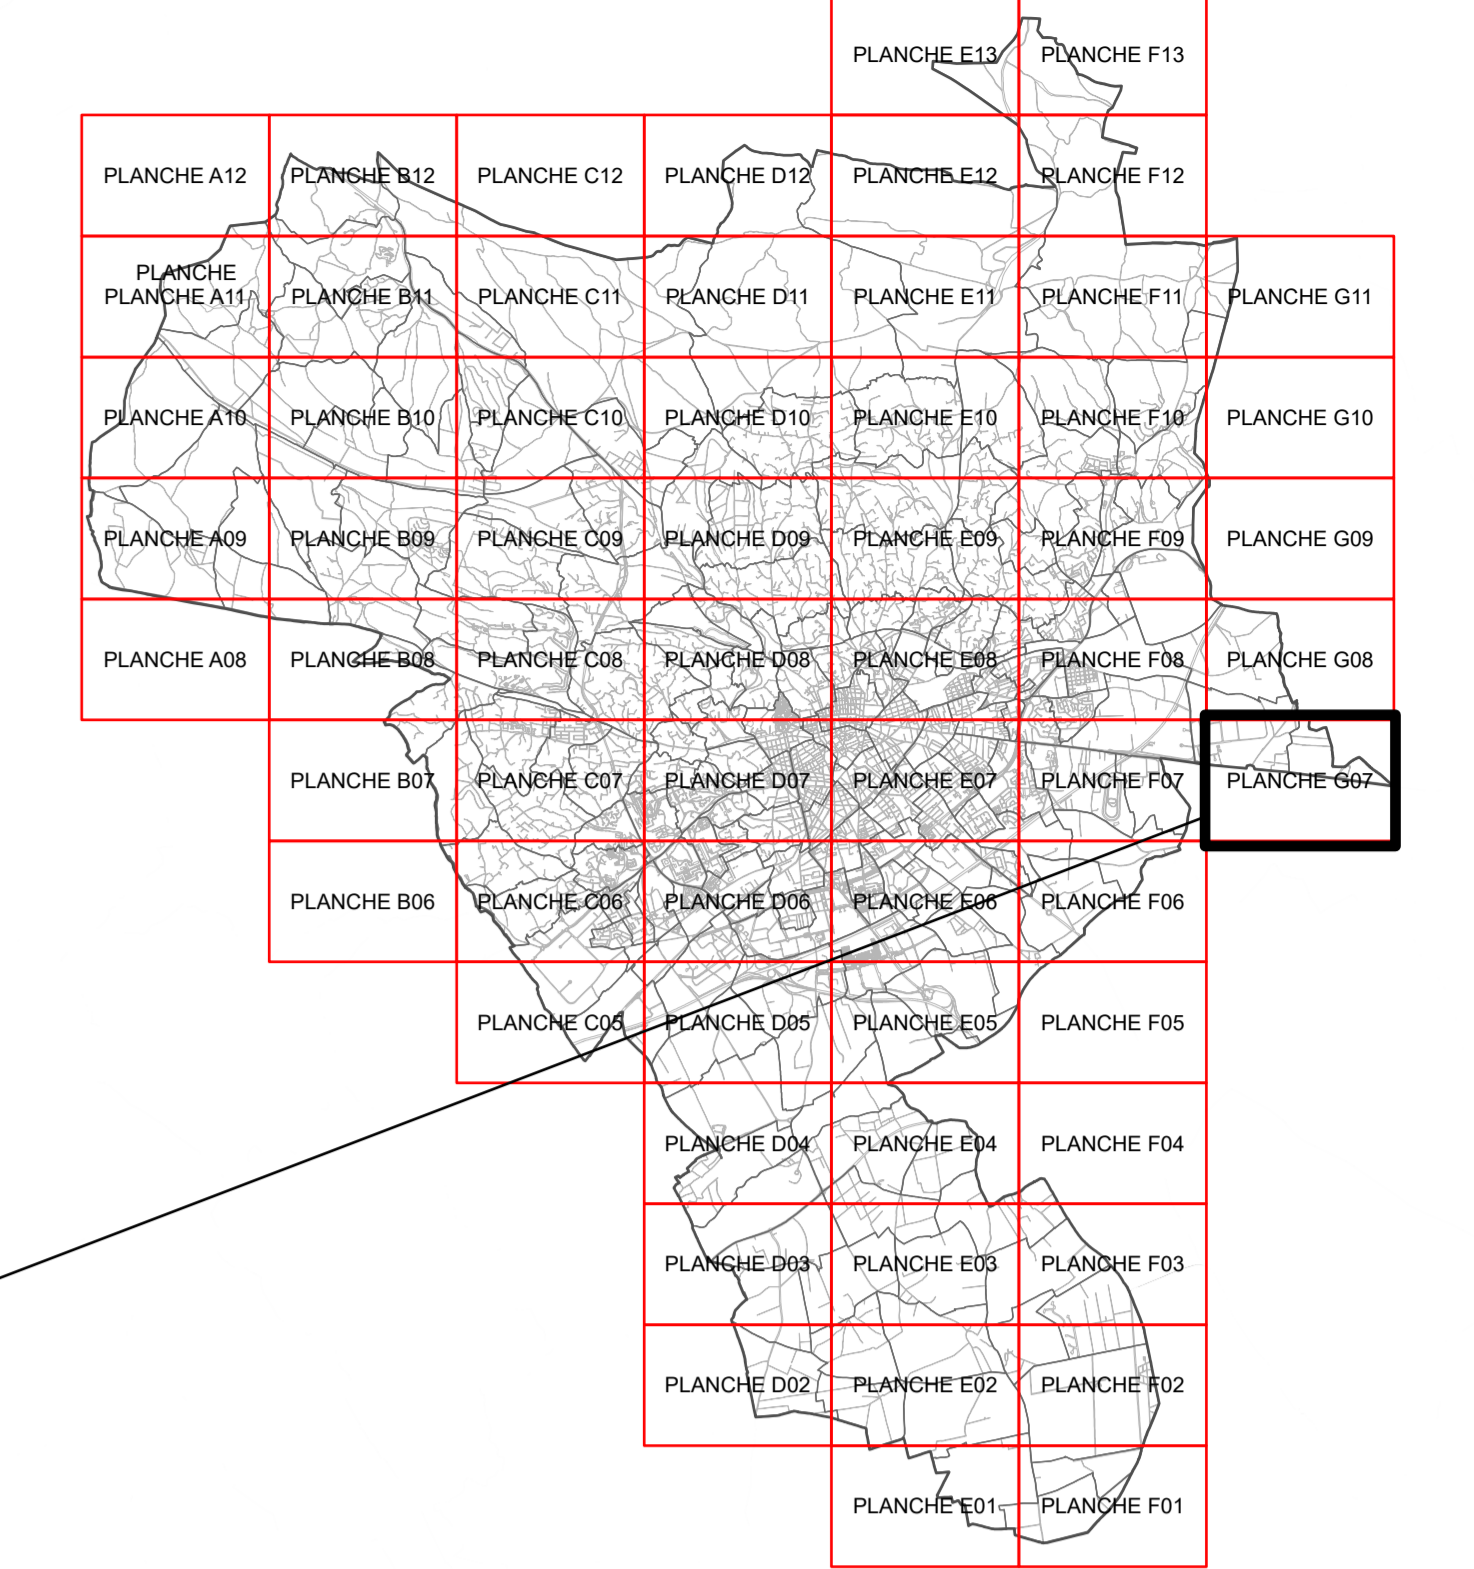 PLANCHE E13
PLANCHE F13
PLANCHE A12
PLANCHE B12
PLANCHE C12
PLANCHE D12
PLANCHE E12
PLANCHE F12
PLANCHE
PLANCHE A11
PLANCHE B11
PLANCHE C11
PLANCHE D11
PLANCHE E11
PLANCHE F11
PLANCHE G11
PLANCHE A10
PLANCHE B10
PLANCHE C10
PLANCHE D10
PLANCHE E10
PLANCHE F10
PLANCHE G10
PLANCHE A09
PLANCHE B09
PLANCHE C09
PLANCHE D09
PLANCHE E09
PLANCHE F09
PLANCHE G09
PLANCHE A08
PLANCHE B08
PLANCHE C08
PLANCHE D08
PLANCHE E08
PLANCHE F08
PLANCHE G08
PLANCHE B07
PLANCHE C07
PLANCHE D07
PLANCHE E07
PLANCHE F07
PLANCHE G07
PLANCHE B06
PLANCHE C06
PLANCHE D06
PLANCHE E06
PLANCHE F06
PLANCHE C05
PLANCHE D05
PLANCHE E05
PLANCHE F05
PLANCHE D04
PLANCHE E04
PLANCHE F04
PLANCHE D03
PLANCHE E03
PLANCHE F03
PLANCHE D02
PLANCHE E02
PLANCHE F02
PLANCHE E01
PLANCHE F01